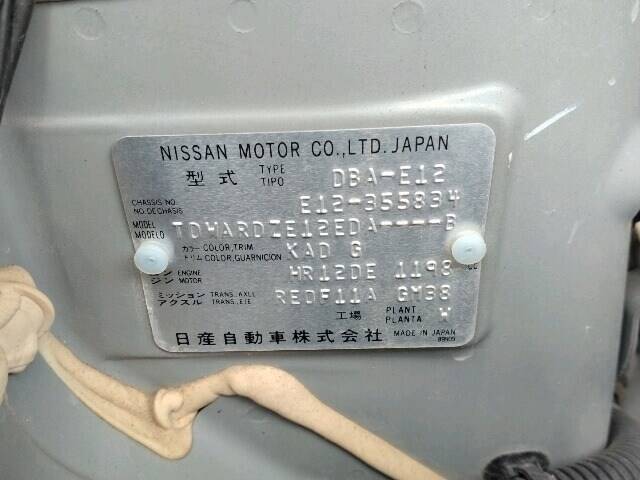 NISSAN MOTOR CO.,LTD. JAPAN
型式 TYPE TIPO DBA-E12
CHASSIS NO. NO. DE CHASIS E12-355834
MODEL MODELO TDWARDZE12EDA----B
カラー COLOR,TRIM トリム COLOR,GUARNICION KAD G
ジン ENGINE MOTOR HR12DE 1198 CC
ミッション TRANS. AXLE アクスル TRANS. EJE REDF11A GM38
工場 PLANT PLANTA W
日産自動車株式会社 MADE IN JAPAN